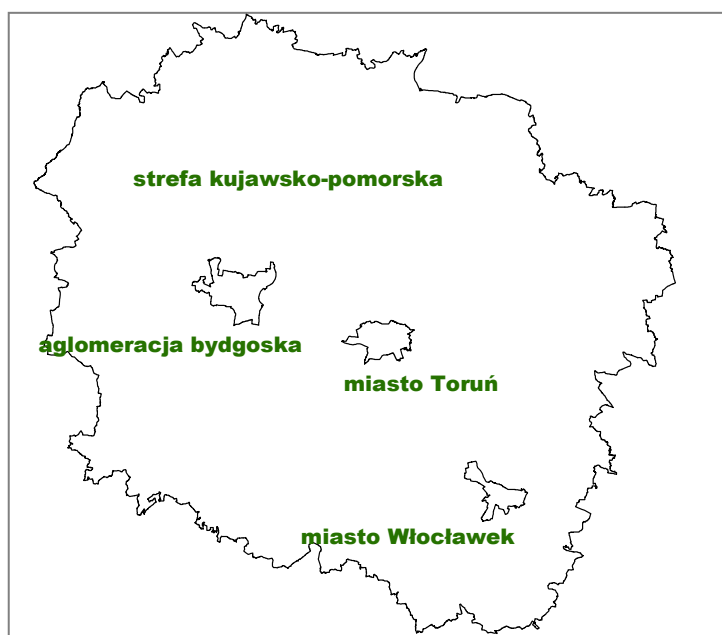 strefa kujawsko-pomorska
aglomeracja bydgoska
miasto Toruń
miasto Włocławek